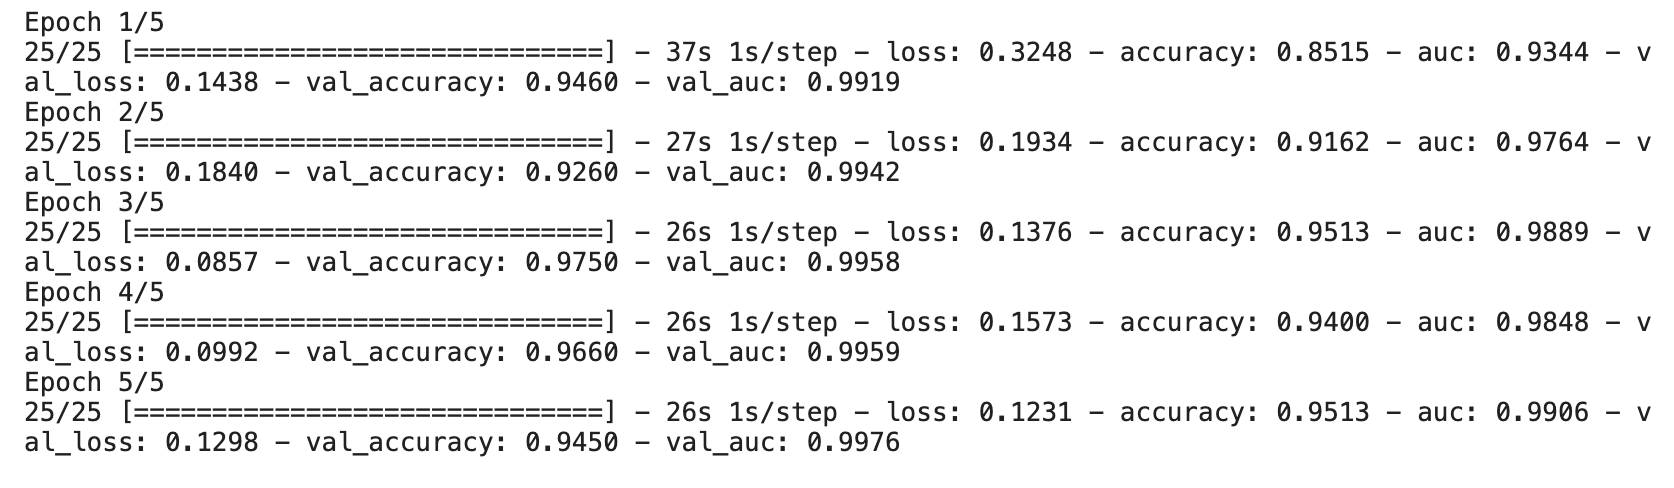 Epoch 1/5
25/25 [==============================] - 37s 1s/step - loss: 0.3248 - accuracy: 0.8515 - auc: 0.9344 - v
al_loss: 0.1438 - val_accuracy: 0.9460 - val_auc: 0.9919
Epoch 2/5
25/25 [==============================] - 27s 1s/step - loss: 0.1934 - accuracy: 0.9162 - auc: 0.9764 - v
al_loss: 0.1840 - val_accuracy: 0.9260 - val_auc: 0.9942
Epoch 3/5
25/25 [==============================] - 26s 1s/step - loss: 0.1376 - accuracy: 0.9513 - auc: 0.9889 - v
al_loss: 0.0857 - val_accuracy: 0.9750 - val_auc: 0.9958
Epoch 4/5
25/25 [==============================] - 26s 1s/step - loss: 0.1573 - accuracy: 0.9400 - auc: 0.9848 - v
al_loss: 0.0992 - val_accuracy: 0.9660 - val_auc: 0.9959
Epoch 5/5
25/25 [==============================] - 26s 1s/step - loss: 0.1231 - accuracy: 0.9513 - auc: 0.9906 - v
al_loss: 0.1298 - val_accuracy: 0.9450 - val_auc: 0.9976